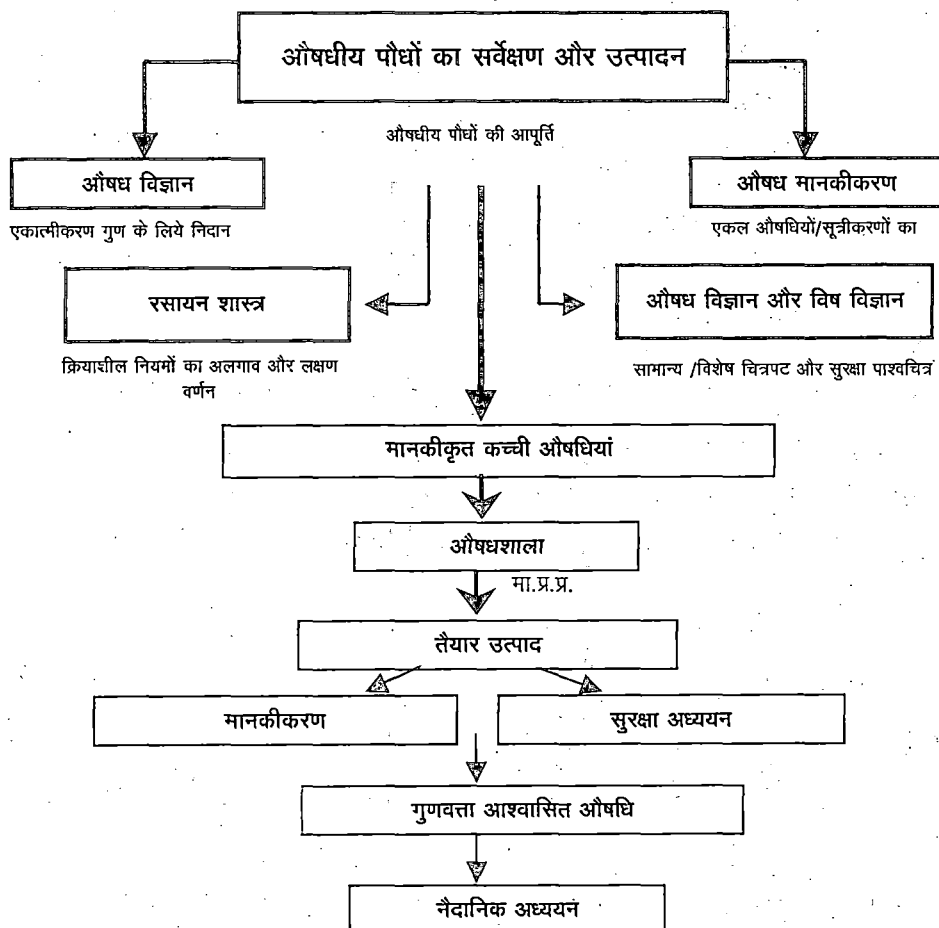 औषधीय पौधों का सर्वेक्षण और उत्पादन
औषधीय पौधों की आपूर्ति
औषध विज्ञान
औषध मानकीकरण
एकात्मीकरण गुण के लिये निदान
एकल औषधियों/सूत्रीकरणों का
रसायन शास्त्र
औषध विज्ञान और विष विज्ञान
क्रियाशील नियमों का अलगाव और लक्षण
वर्णन
सामान्य /विशेष चित्रपट और सुरक्षा पाश्वचित्र
मानकीकृत कच्ची औषधियां
औषधशाला
मा.प्र.प्र.
तैयार उत्पाद
मानकीकरण
सुरक्षा अध्ययन
गुणवत्ता आश्वासित औषधि
नैदानिक अध्ययन